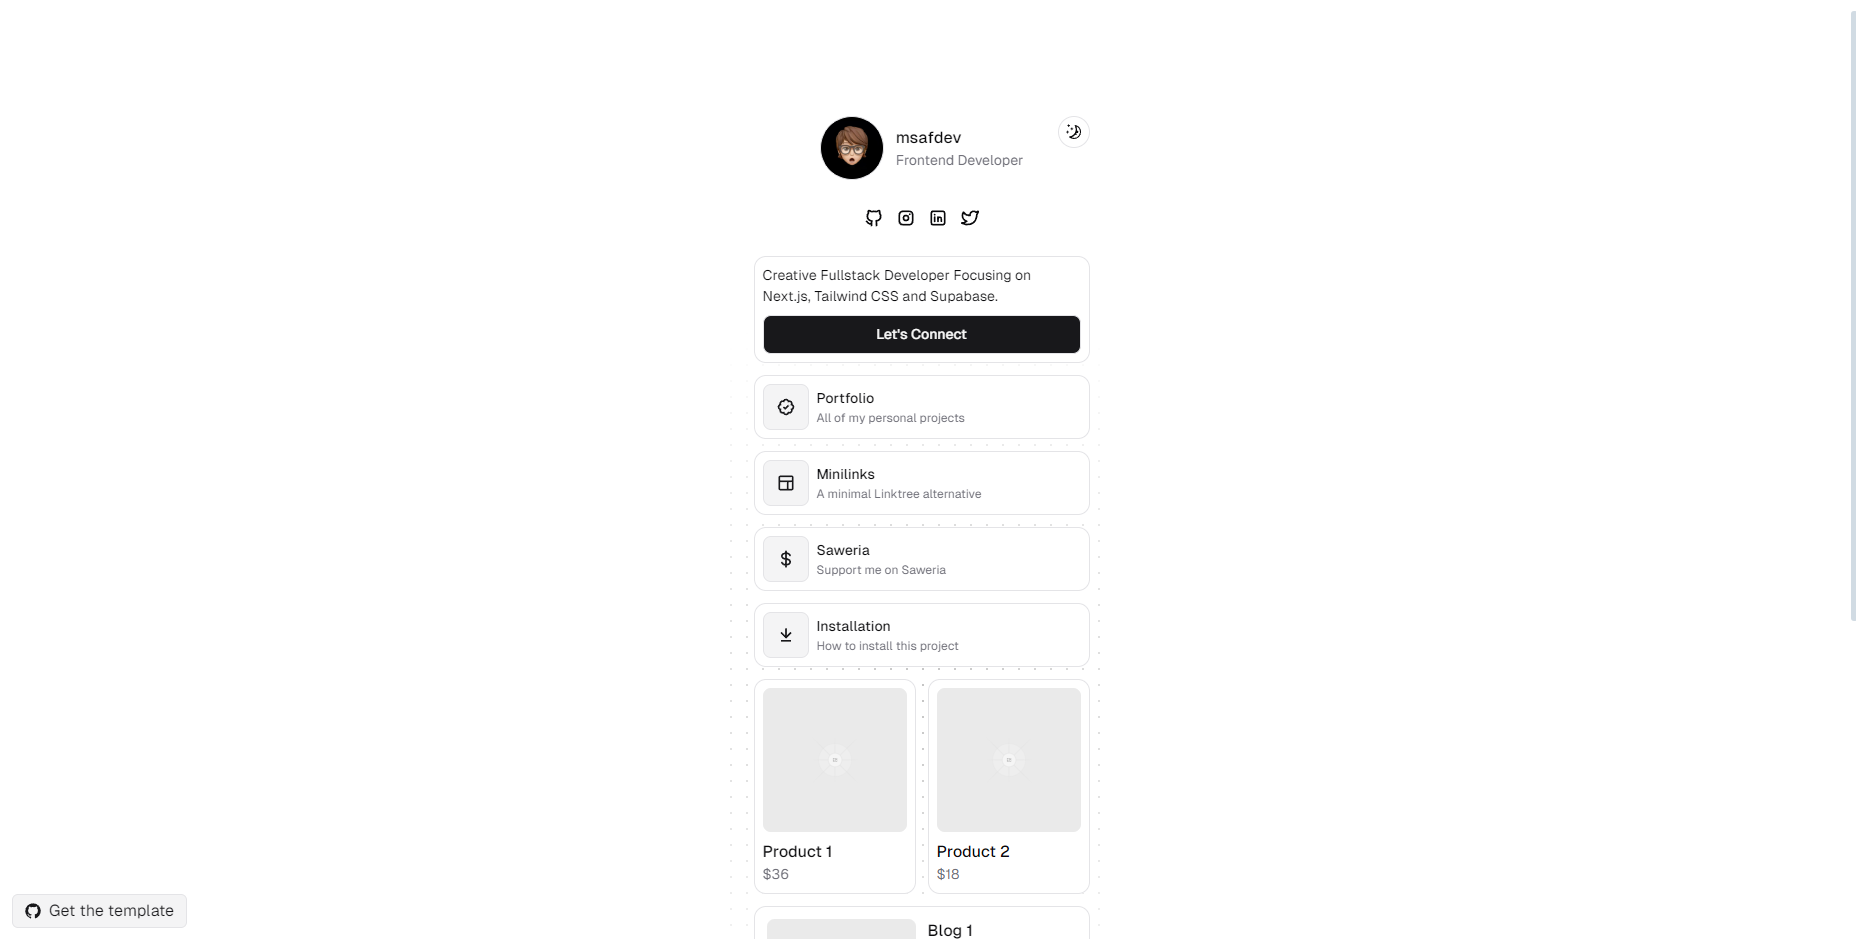 msafdev
Frontend Developer
Creative Fullstack Developer Focusing on
Next.js, Tailwind CSS and Supabase.
Let's Connect
Portfolio
All of my personal projects
Minilinks
A minimal Linktree alternative
Saweria
Support me on Saweria
Installation
How to install this project
Product 1
$36
Product 2
$18
Blog 1
Get the template